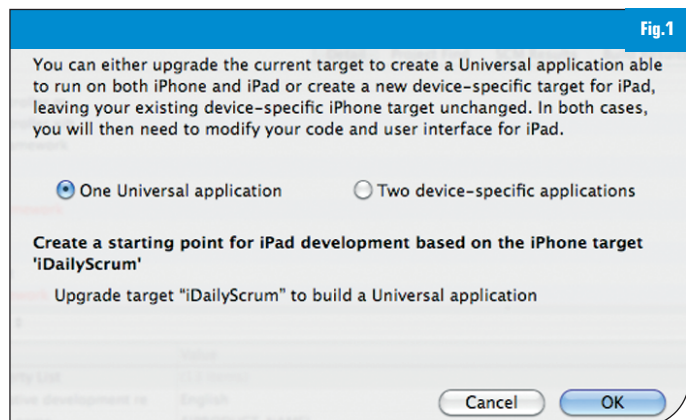 Fig.1
You can either upgrade the current target to create a Universal application able
to run on both iPhone and iPad or create a new device-specific target for iPad,
leaving your existing device-specific iPhone target unchanged. In both cases,
you will then need to modify your code and user interface for iPad.
One Universal application
Two device-specific applications
Create a starting point for iPad development based on the iPhone target
'iDailyScrum'
Upgrade target “iDailyScrum” to build a Universal application
Value
English
Cancel
OK